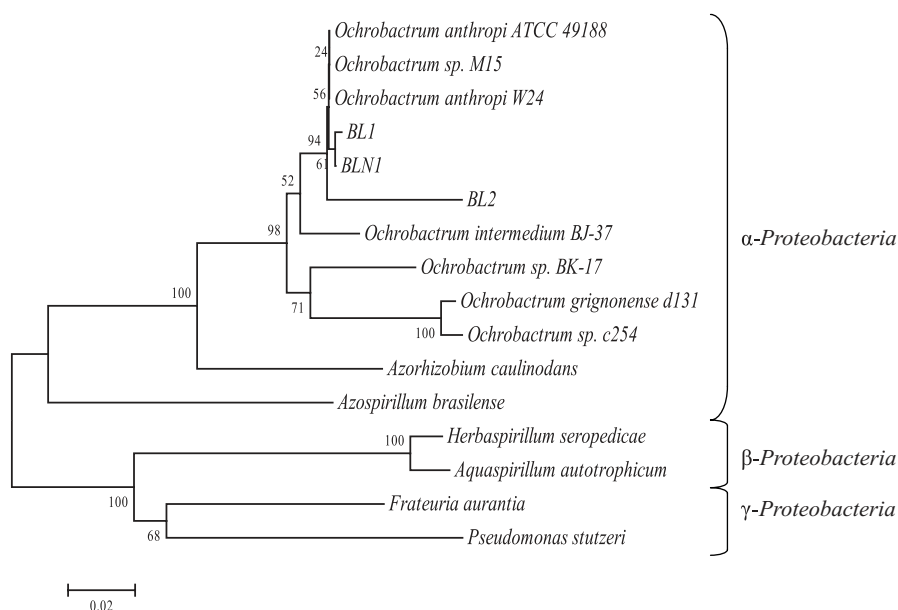 Ochrobactrum anthropi ATCC 49188
24
Ochrobactrum sp. M15
56
Ochrobactrum anthropi W24
BL1
94
61
BLN1
52
BL2
98
Ochrobactrum intermedium BJ-37
α-Proteobacteria
Ochrobactrum sp. BK-17
100
71
Ochrobactrum grignonense d131
100
Ochrobactrum sp. c254
Azorhizobium caulinodans
Azospirillum brasilense
100
Herbaspirillum seropedicae
β-Proteobacteria
Aquaspirillum autotrophicum
100
Frateuria aurantia
γ-Proteobacteria
68
Pseudomonas stutzeri
0.02